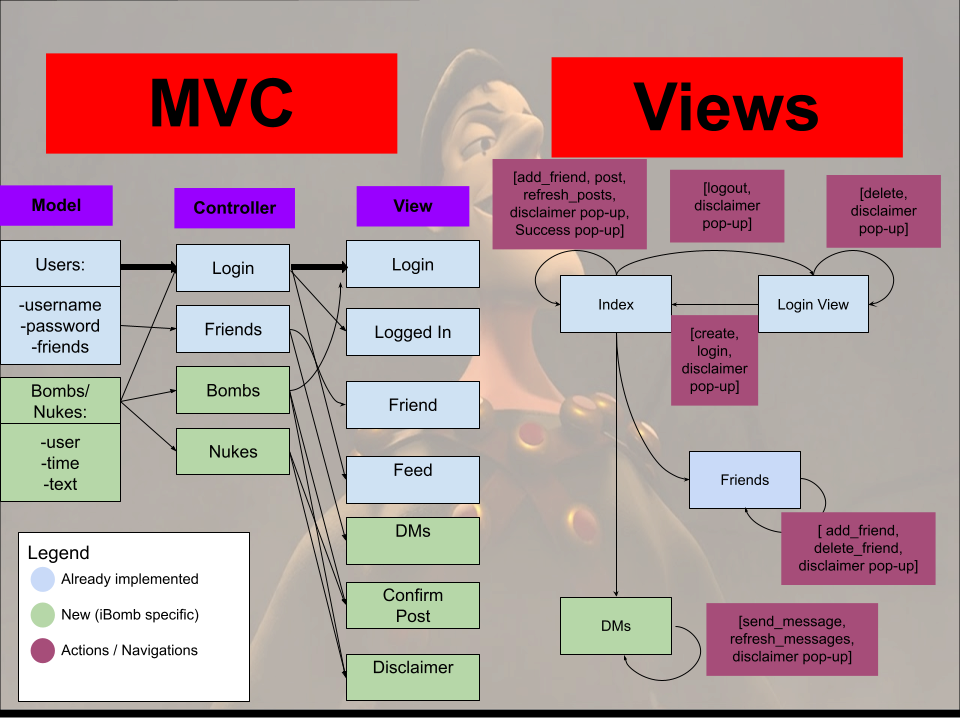 MVC
Views
Model
Controller
View
Users:
-username
-password
-friends
Bombs/
Nukes:
-user
-time
-text
Login
Friends
Bombs
Nukes
Login
Logged In
Friend
Feed
DMs
Confirm
Post
Disclaimer
Legend
Already implemented
New (iBomb specific)
Actions / Navigations
[add_friend, post,
refresh_posts,
disclaimer pop-up,
Success pop-up]
[logout,
disclaimer
pop-up]
[delete,
disclaimer
pop-up]
Index
Login View
[create,
login,
disclaimer
pop-up]
Friends
[ add_friend,
delete_friend,
disclaimer pop-up]
DMs
[send_message,
refresh_messages,
disclaimer pop-up]